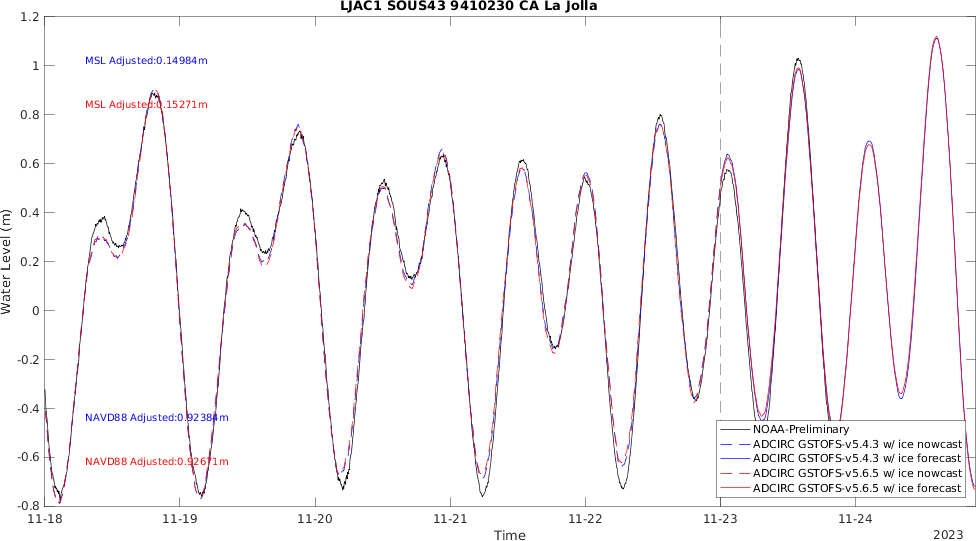 LJAC1 SOUS43 9410230 CA La Jolla
1.2
1
0.8
0.6
0.4
0.2
0
-0.2
-0.4
-0.6
-0.8
Water Level (m)
MSL Adjusted:0.14984m
MSL Adjusted:0.15271m
NAVD88 Adjusted:0.92384m
NAVD88 Adjusted:0.92671m
NOAA-Preliminary
ADCIRC GSTOFS-v5.4.3 w/ ice nowcast
ADCIRC GSTOFS-v5.4.3 w/ ice forecast
ADCIRC GSTOFS-v5.6.5 w/ ice nowcast
ADCIRC GSTOFS-v5.6.5 w/ ice forecast
11-18 11-19 11-20 11-21 11-22 11-23 11-24
Time
2023